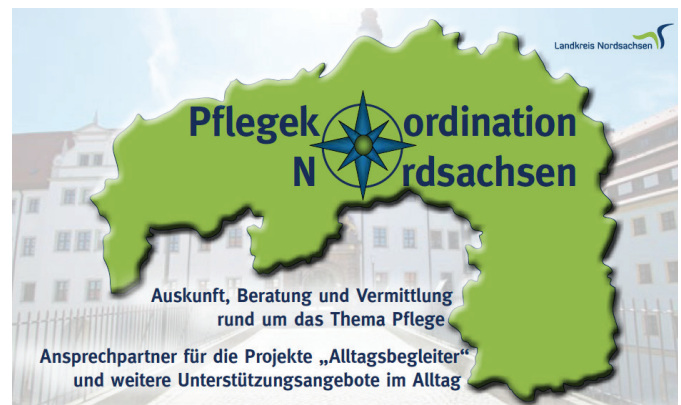 Landkreis Nordsachsen
Pflegek ordination
N rdsachsen
Auskunft, Beratung und Vermittlung
rund um das Thema Pflege
Ansprechpartner für die Projekte „Alltagsbegleiter“
und weitere Unterstützungsangebote im Alltag